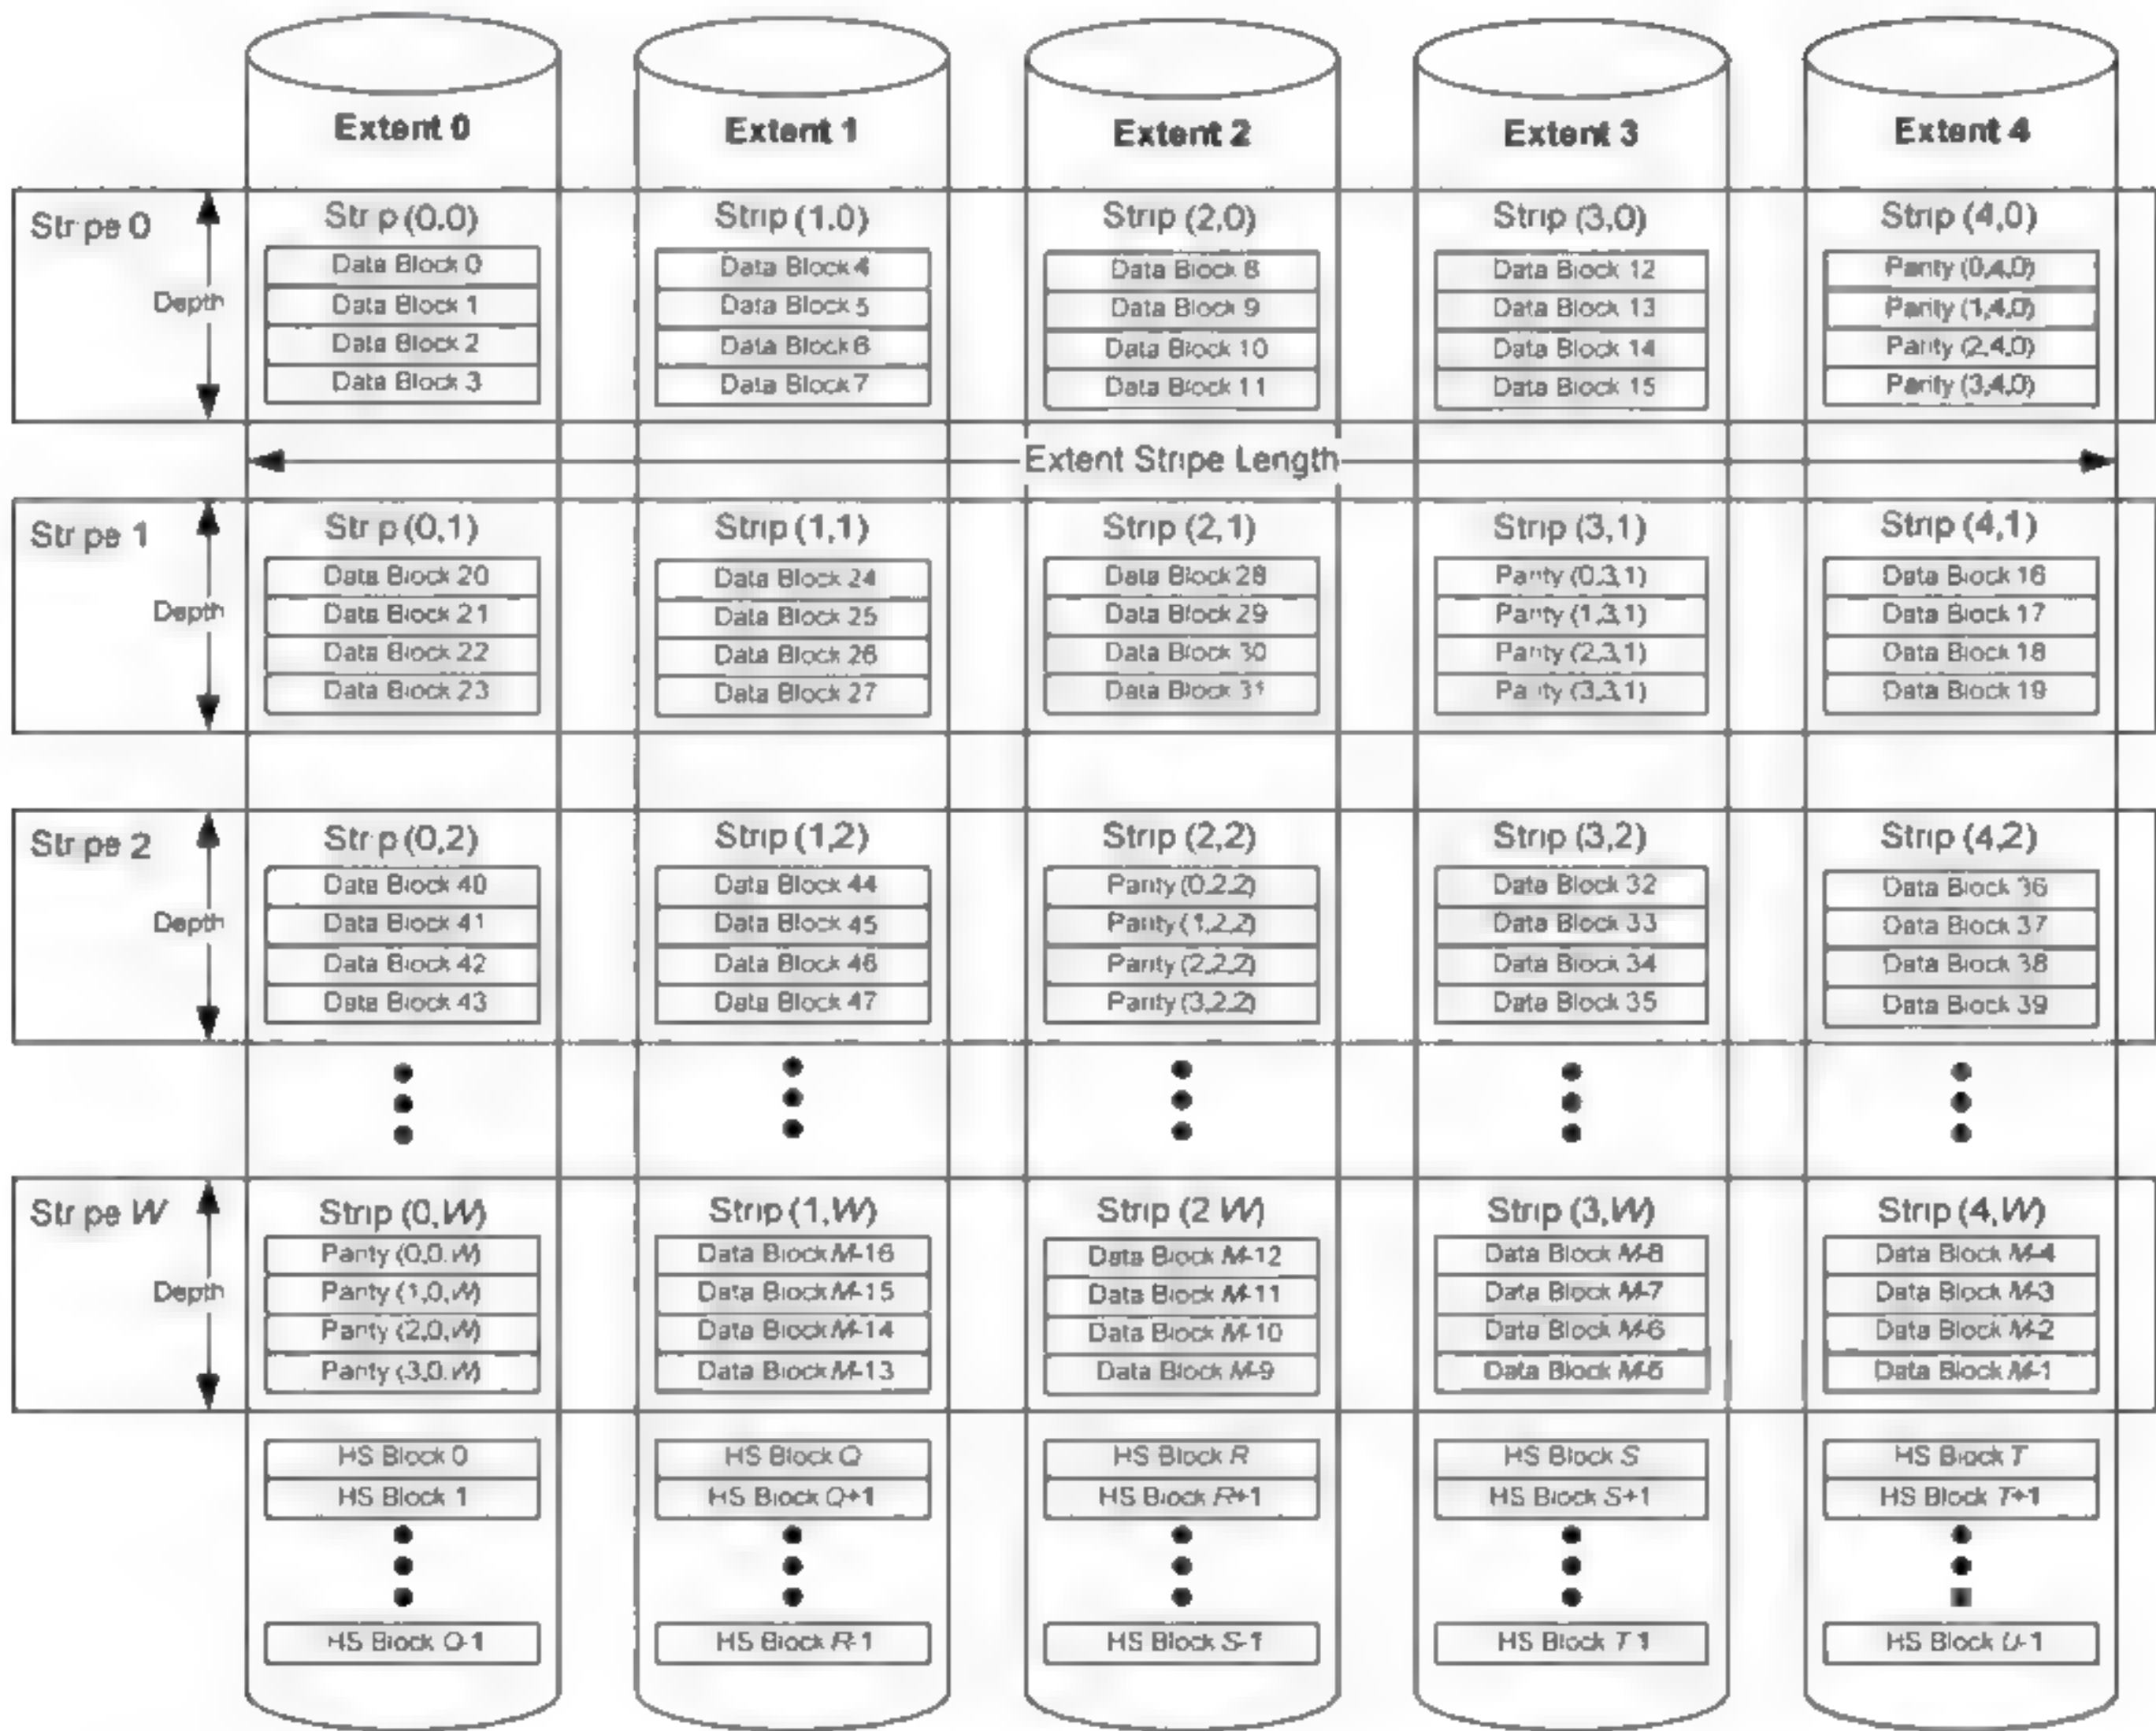 Extent 0 Extent 1 Extent 2 Extent 3 Extent 4
Stripe 0 Strip (0,0) Strip (1,0) Strip (2,0) Strip (3,0) Strip (4,0)
Data Block 0 Data Block 4 Data Block 8 Data Block 12 Parity (0,4,0)
Depth Data Block 1 Data Block 5 Data Block 9 Data Block 13 Parity (1,4,0)
Data Block 2 Data Block 6 Data Block 10 Data Block 14 Parity (2,4,0)
Data Block 3 Data Block 7 Data Block 11 Data Block 15 Parity (3,4,0)
Extent Stripe Length
Stripe 1 Strip (0,1) Strip (1,1) Strip (2,1) Strip (3,1) Strip (4,1)
Data Block 20 Data Block 24 Data Block 28 Parity (0,3,1) Data Block 16
Depth Data Block 21 Data Block 25 Data Block 29 Parity (1,3,1) Data Block 17
Data Block 22 Data Block 26 Data Block 30 Parity (2,3,1) Data Block 18
Data Block 23 Data Block 27 Data Block 31 Parity (3,3,1) Data Block 19
Stripe 2 Strip (0,2) Strip (1,2) Strip (2,2) Strip (3,2) Strip (4,2)
Data Block 40 Data Block 44 Parity (0,2,2) Data Block 32 Data Block 36
Depth Data Block 41 Data Block 45 Parity (1,2,2) Data Block 33 Data Block 37
Data Block 42 Data Block 46 Parity (2,2,2) Data Block 34 Data Block 38
Data Block 43 Data Block 47 Parity (3,2,2) Data Block 35 Data Block 39
Stripe W Strip (0,W) Strip (1,W) Strip (2,W) Strip (3,W) Strip (4,W)
Parity (0,0,W) Data Block M-16 Data Block M-12 Data Block M-8 Data Block M-4
Depth Parity (1,0,W) Data Block M-15 Data Block M-11 Data Block M-7 Data Block M-3
Parity (2,0,W) Data Block M-14 Data Block M-10 Data Block M-6 Data Block M-2
Parity (3,0,W) Data Block M-13 Data Block M-9 Data Block M-5 Data Block M-1
HS Block 0 HS Block Q HS Block R HS Block S HS Block T
HS Block 1 HS Block Q+1 HS Block R+1 HS Block S+1 HS Block T+1
HS Block Q-1 HS Block R-1 HS Block S-1 HS Block T-1 HS Block U-1